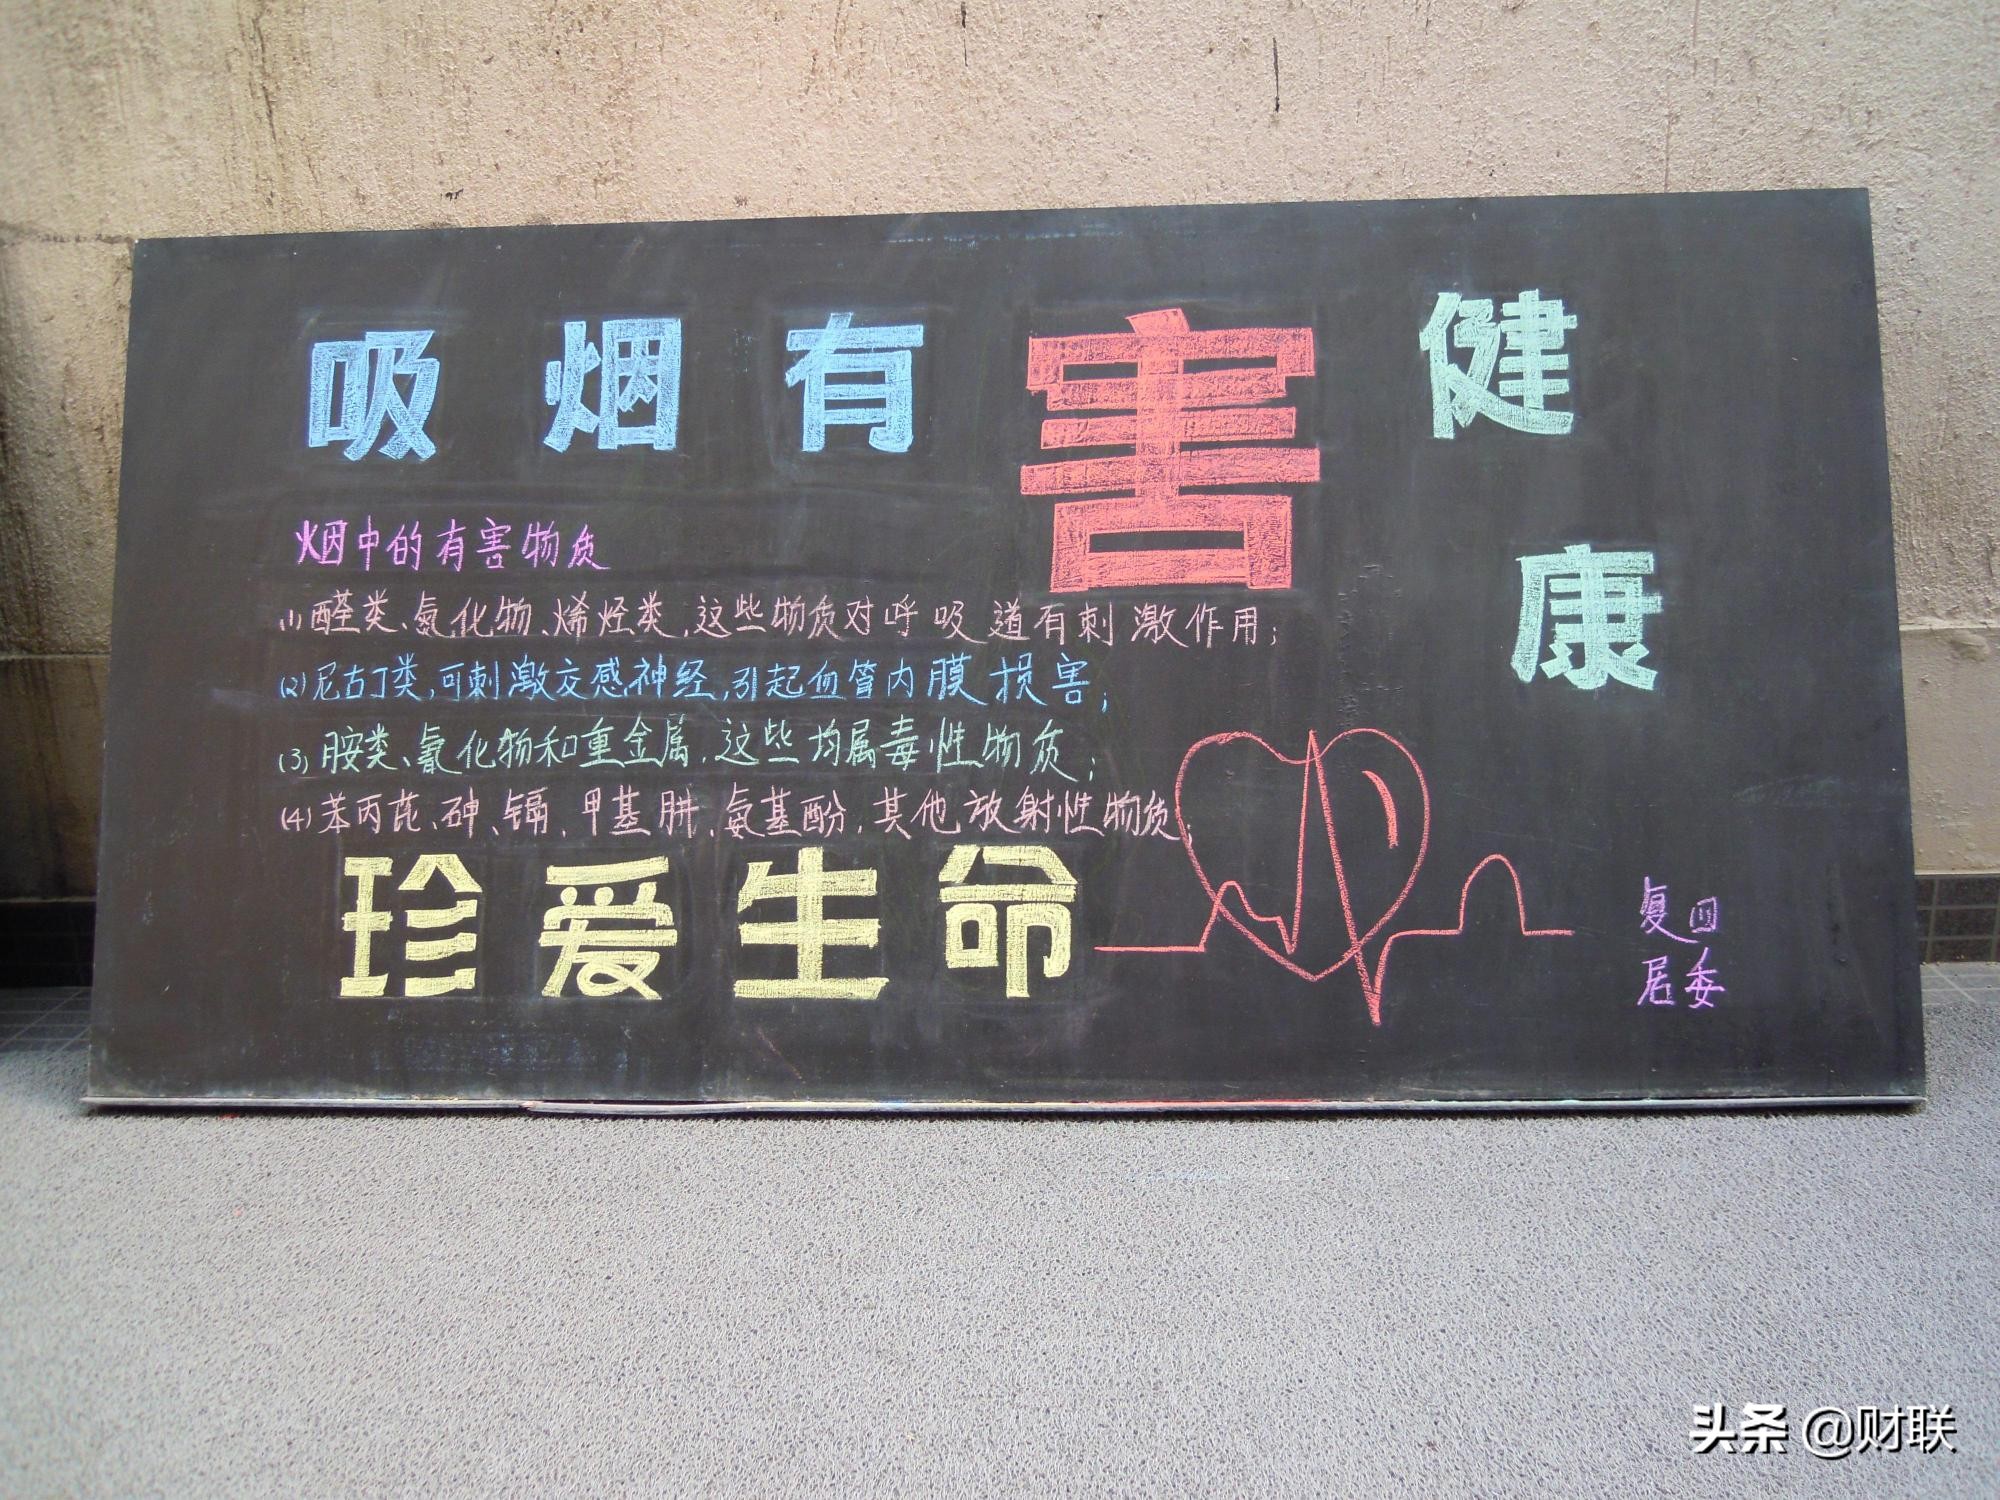 吸烟有害健康
烟中的有害物质
(1)醛类、氮化物、烯烃类,这些物质对呼吸道有刺激作用;
(2)尼古丁类,可刺激交感神经,引起血管内膜损害;
(3)胺类、氰化物和重金属,这些均属毒性物质;
(4)苯丙芘、砷、镉、甲基肼、氨基酚,其他放射性物质;
珍爱生命
复四
居委
头条 @财联